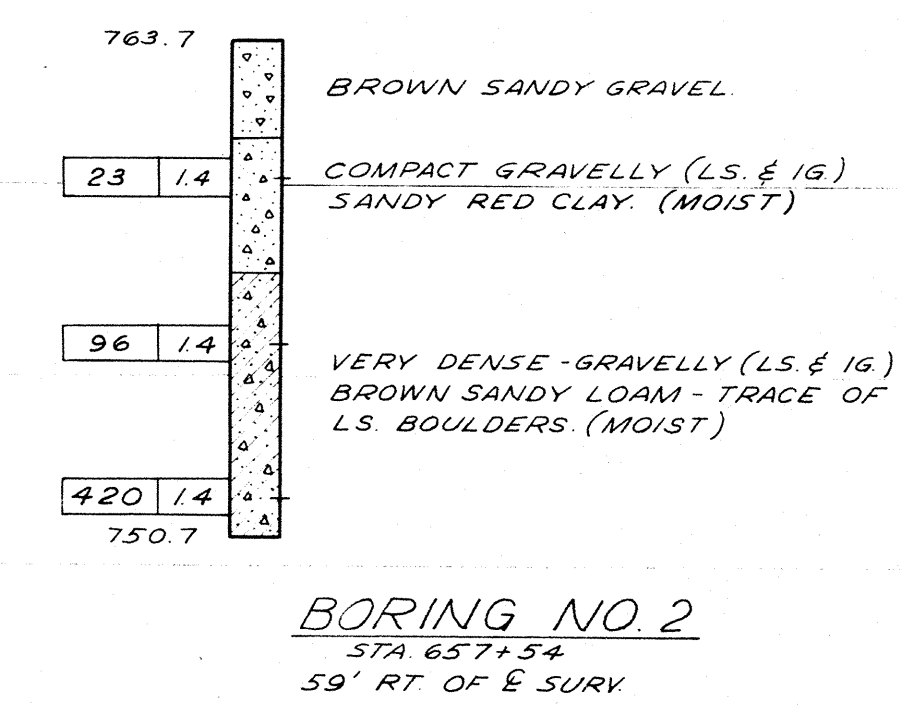 763.7
BROWN SANDY GRAVEL.
23 1.4
COMPACT GRAVELLY (LS. & IG.)
SANDY RED CLAY. (MOIST)
96 1.4
VERY DENSE - GRAVELLY (LS. & IG.)
BROWN SANDY LOAM - TRACE OF
LS. BOULDERS. (MOIST)
420 1.4
750.7
BORING NO. 2
STA. 657+54
59' RT. OF ℄ SURV.